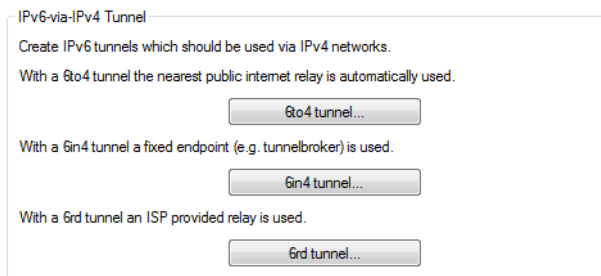 IPv6-via-IPv4 Tunnel
Create IPv6 tunnels which should be used via IPv4 networks.
With a 6to4 tunnel the nearest public internet relay is automatically used.
6to4 tunnel...
With a 6in4 tunnel a fixed endpoint (e.g. tunnelbroker) is used.
6in4 tunnel...
With a 6rd tunnel an ISP provided relay is used.
6rd tunnel...